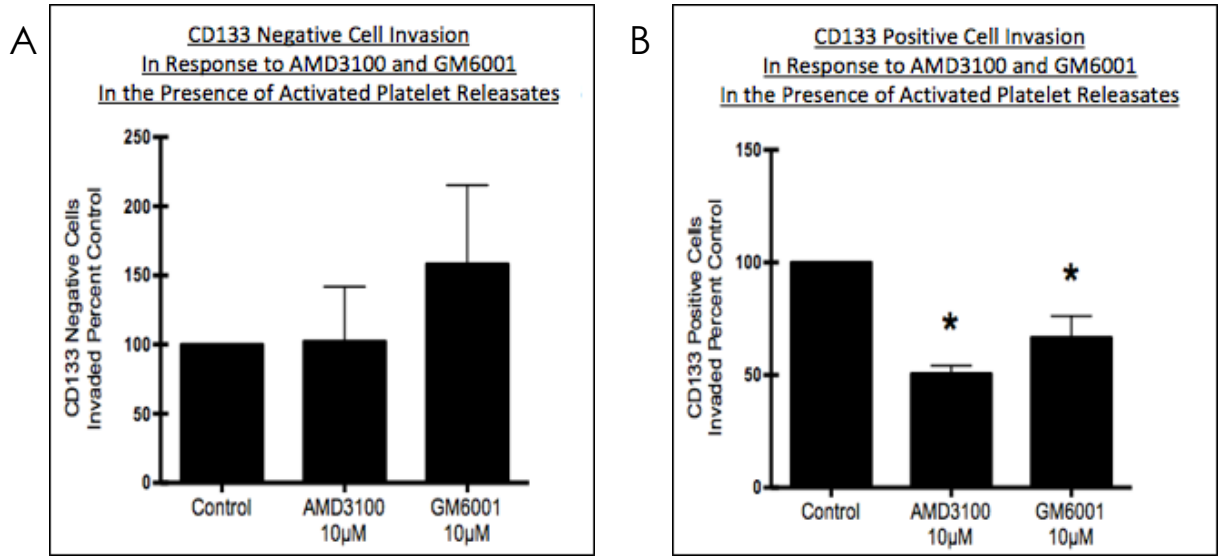 A
CD133 Negative Cell Invasion
In Response to AMD3100 and GM6001
In the Presence of Activated Platelet Releasates
CD133 Negative Cells
Invaded Percent Control
250
200
150
100
50
0
Control
AMD3100
10µM
GM6001
10µM
B
CD133 Positive Cell Invasion
In Response to AMD3100 and GM6001
In the Presence of Activated Platelet Releasates
CD133 Positive Cells
Invaded Percent Control
150
100
50
0
*
*
Control
AMD3100
10µM
GM6001
10µM